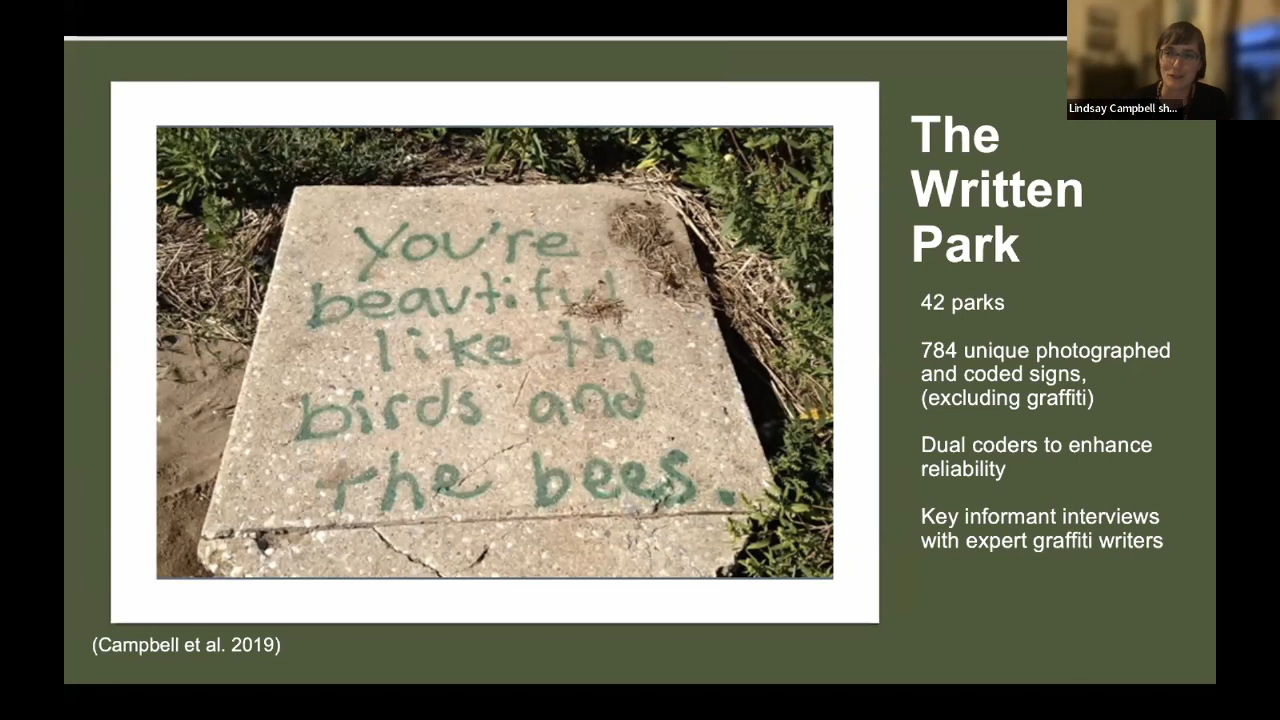 Lindsay Campbell sh...
The
Written
Park
You're
beautiful
like the
birds and
the bees.
42 parks
784 unique photographed
and coded signs,
(excluding graffiti)
Dual coders to enhance
reliability
Key informant interviews
with expert graffiti writers
(Campbell et al. 2019)